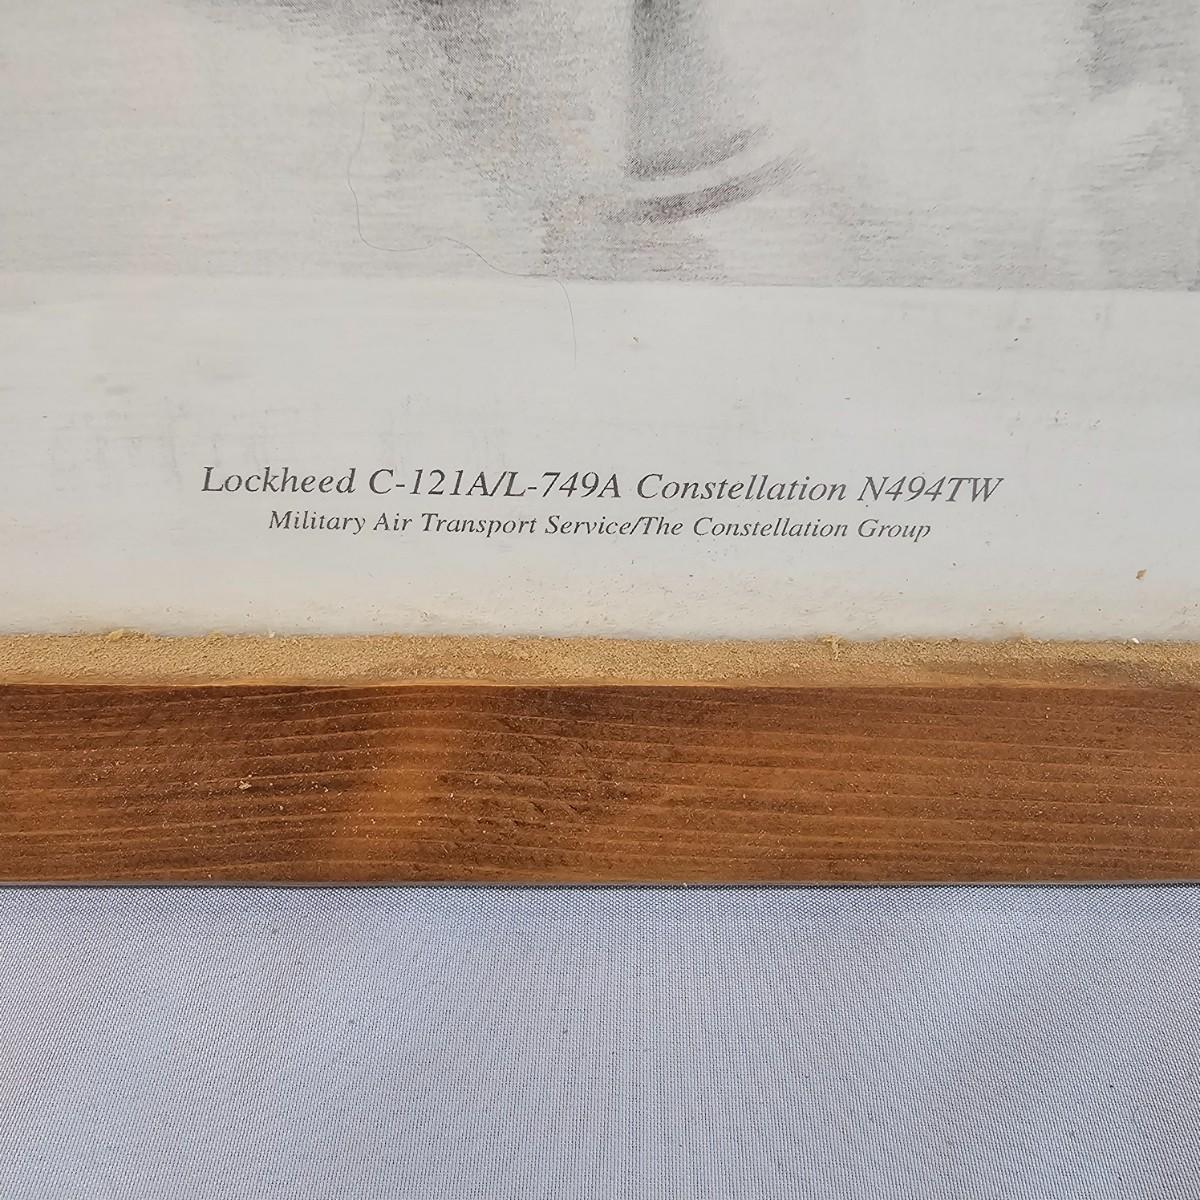 Lockheed C-121A/L-749A Constellation N494TW
Military Air Transport Service/The Constellation Group